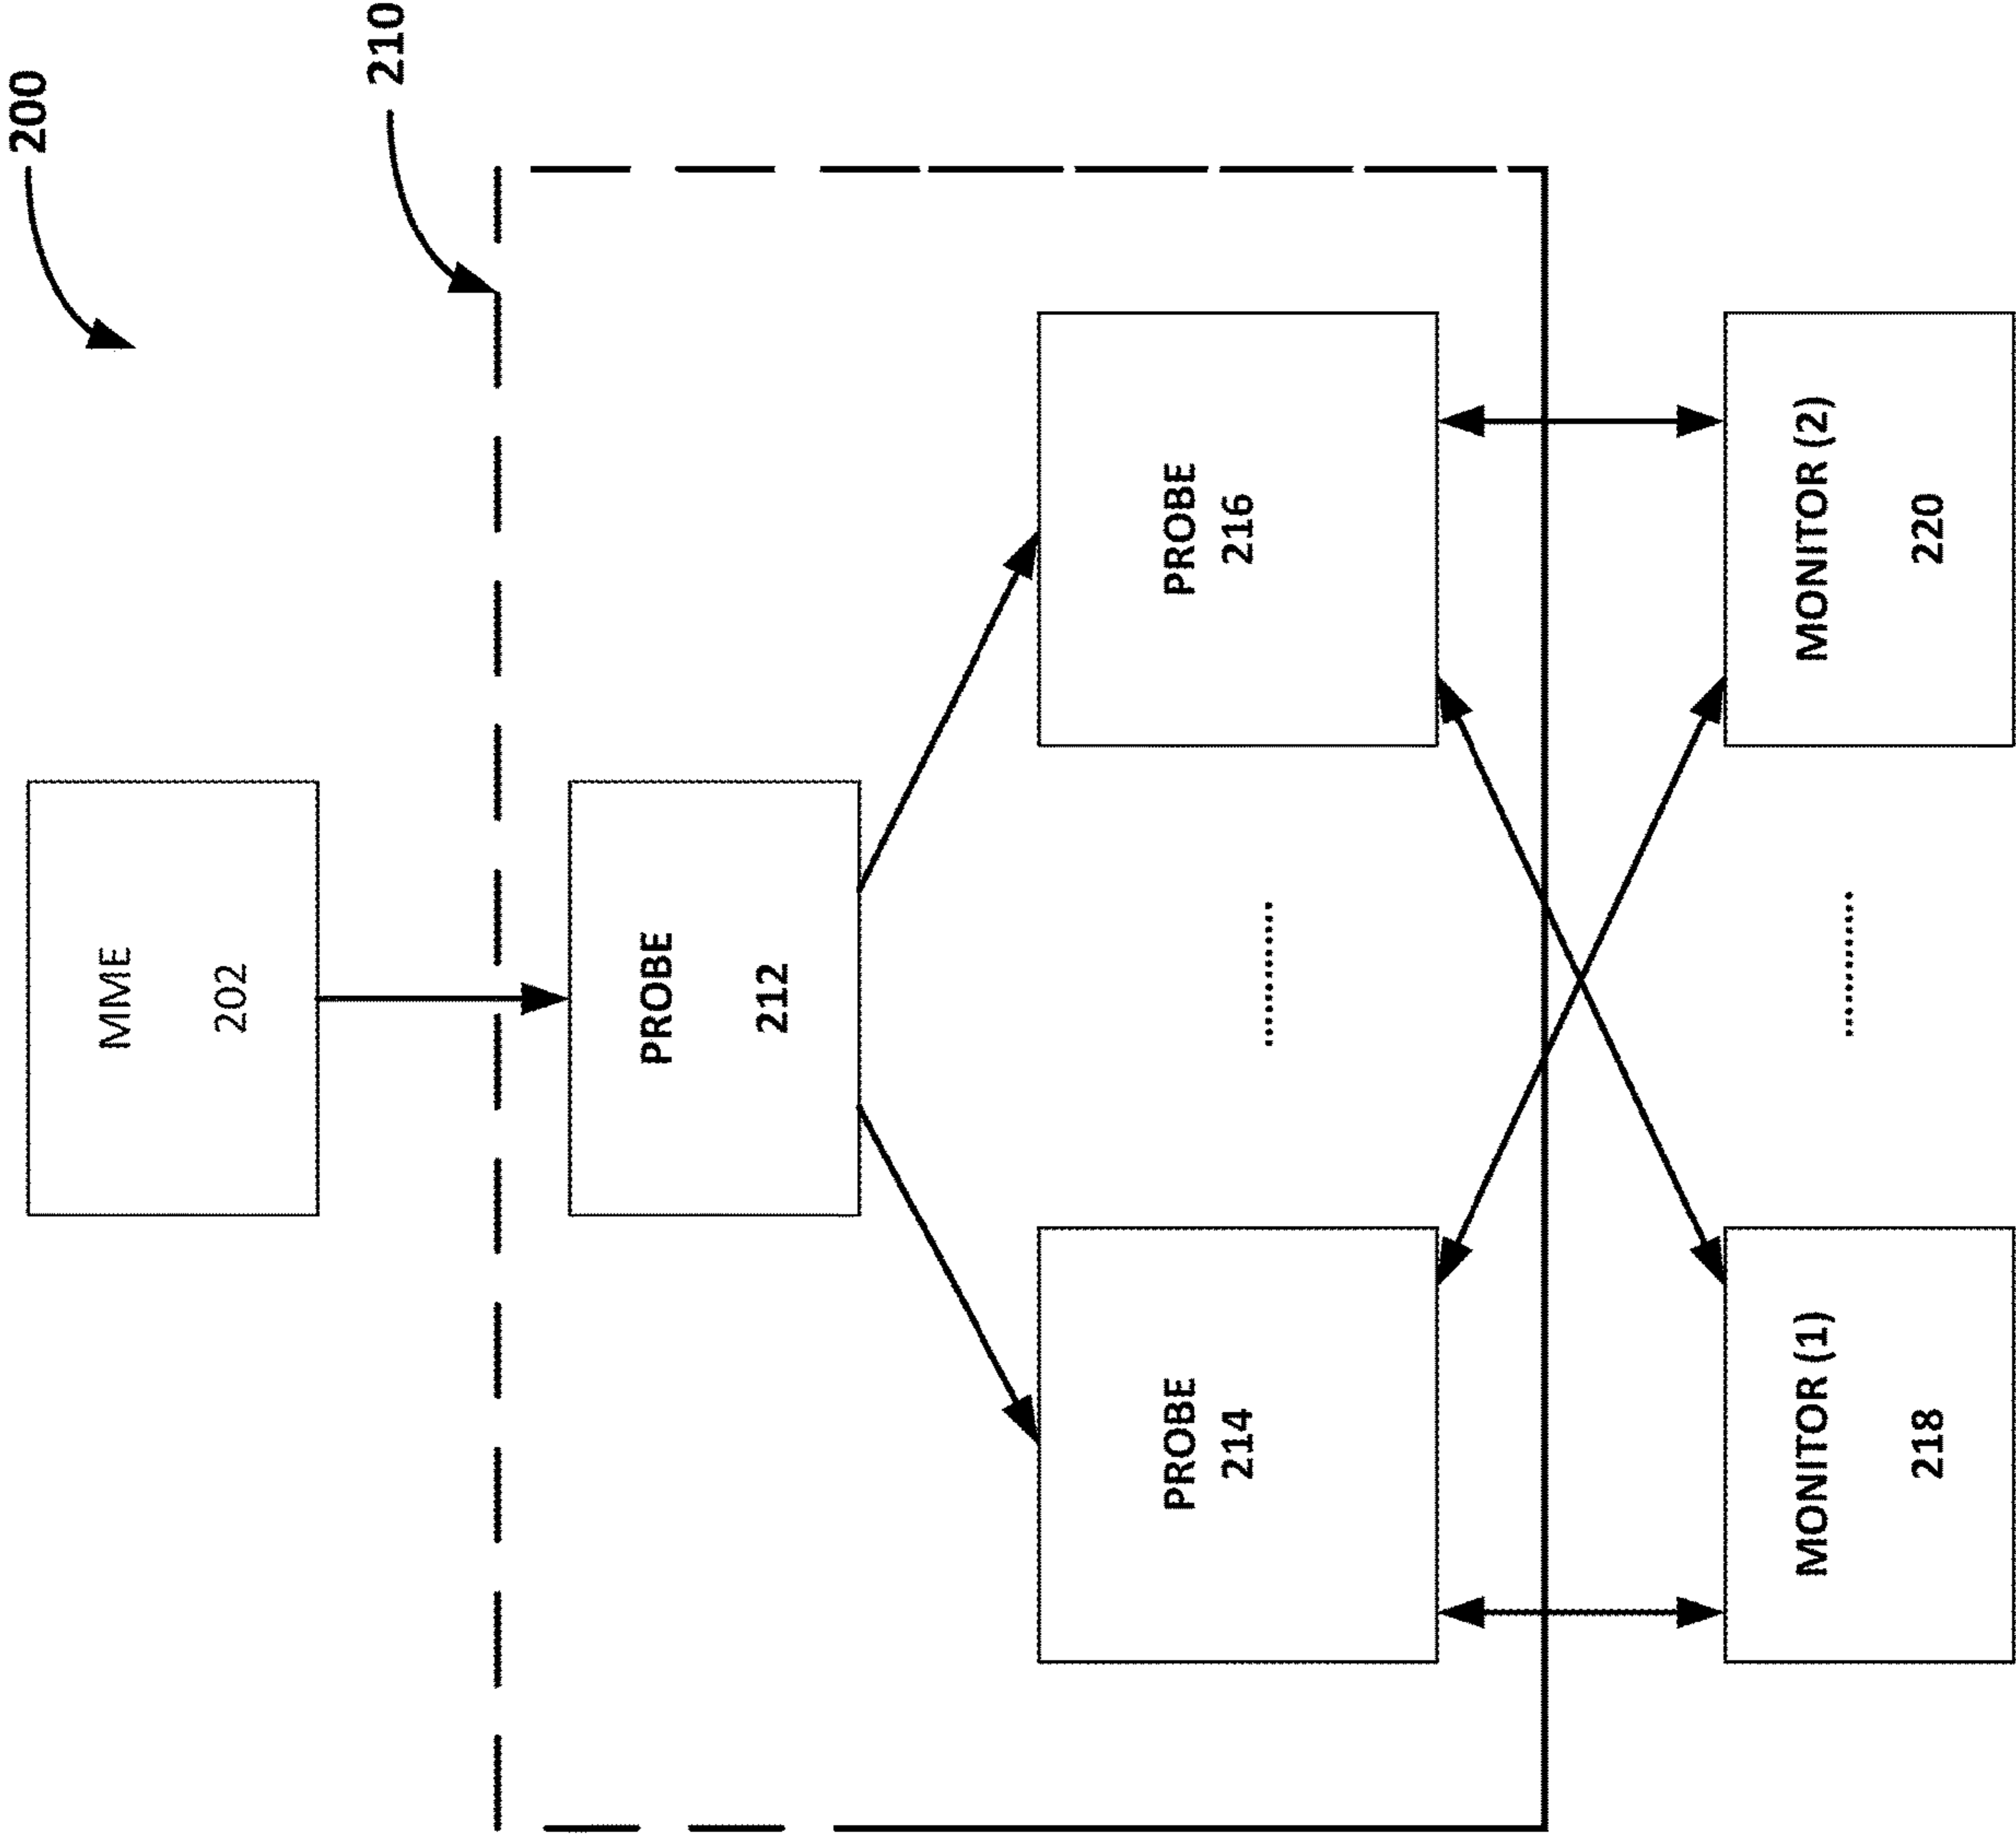 200
210
MME
202
PROBE
212
PROBE
214
PROBE
216
..........
MONITOR (1)
218
MONITOR (2)
220
..........